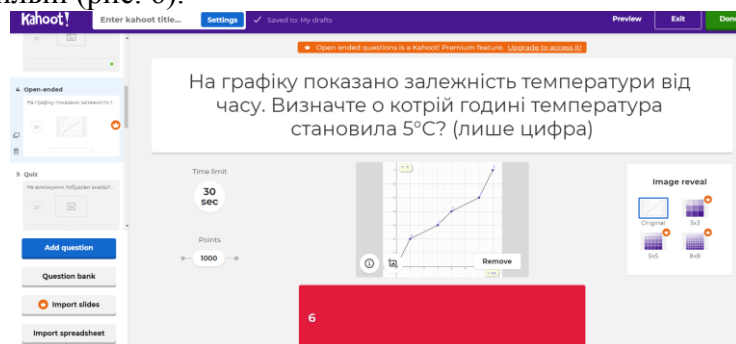 (рис. 6).
Kahoot!
Enter kahoot title...
Settings
Saved to: My drafts
Preview
Exit
Done
Open ended questions is a Kahoot! Premium feature. Upgrade to access it!
4 Open-ended
На графіку показано залежність т...
На графіку показано залежність температури від
часу. Визначте о котрій годині температура
становила 5°C? (лише цифра)
5 Quiz
Add question
Question bank
Import slides
Import spreadsheet
Time limit
30
sec
Points
1000
Remove
Image reveal
Original
3x3
5x5
8x8
6